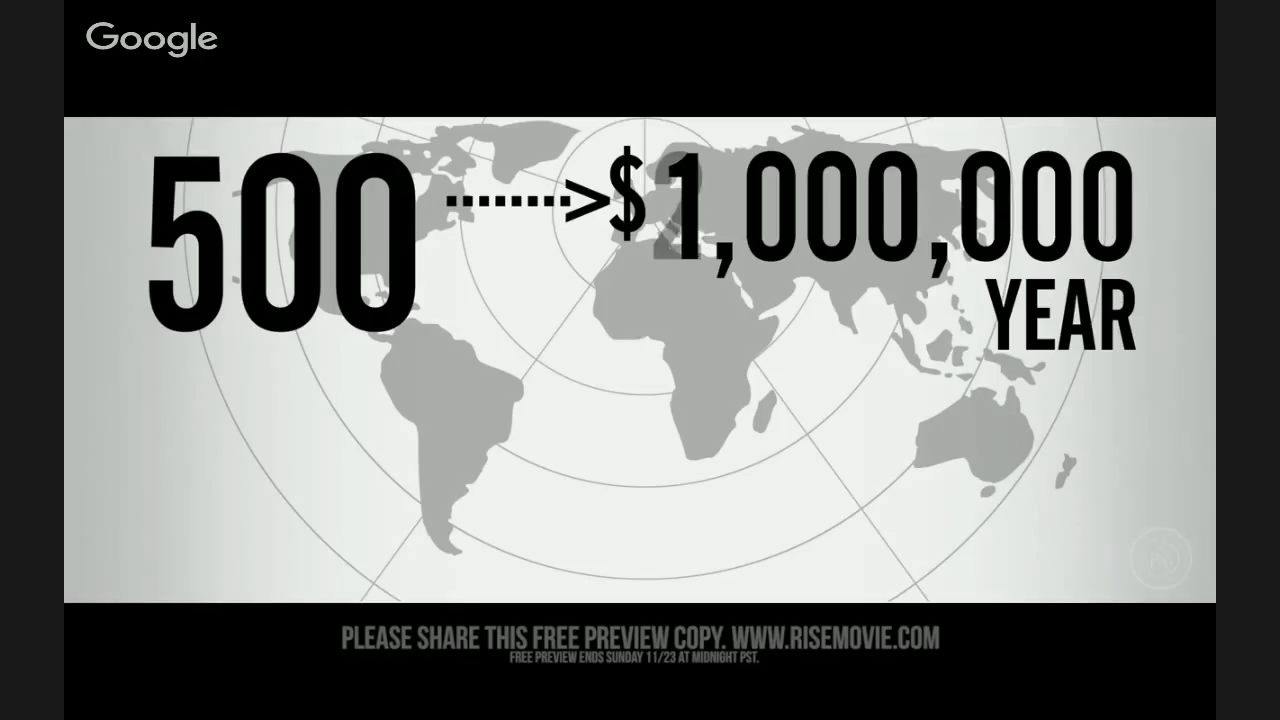 Google
500 ........>$1,000,000
YEAR
PLEASE SHARE THIS FREE PREVIEW COPY. WWW.RISEMOVIE.COM
FREE PREVIEW ENDS SUNDAY 11/23 AT MIDNIGHT PST.